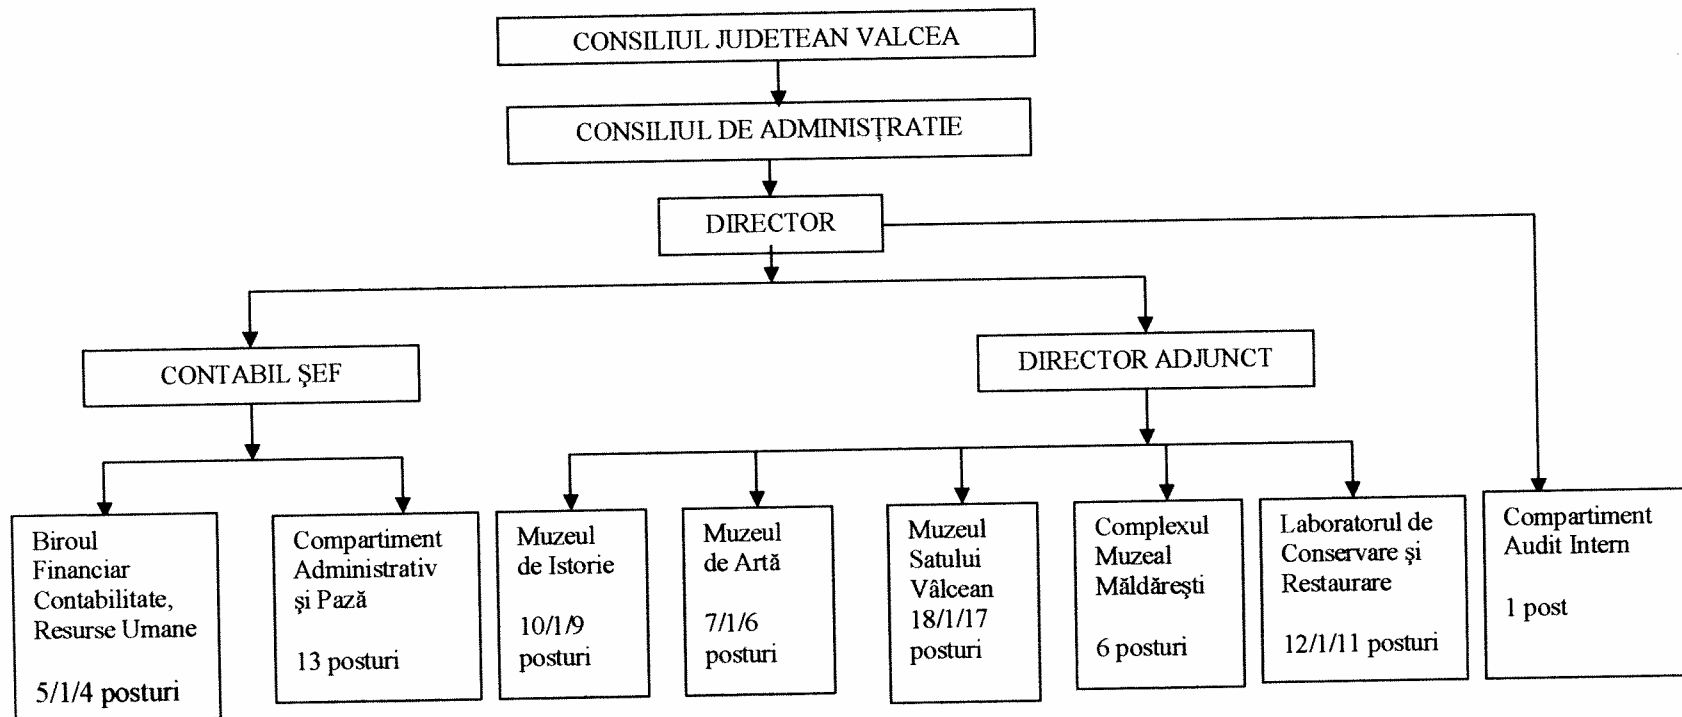 CONSILIUL JUDETEAN VALCEA
CONSILIUL DE ADMINISTRŢATIE
DIRECTOR
CONTABIL ŞEF
DIRECTOR ADJUNCT
Biroul
Financiar
Contabilitate,
Resurse Umane
5/1/4 posturi
Compartiment
Administrativ
şi Pază
13 posturi
Muzeul
de Istorie
10/1/9
posturi
Muzeul
de Artă
7/1/6
posturi
Muzeul
Satului
Vâlcean
18/1/17
posturi
Complexul
Muzeal
Măldăreşti
6 posturi
Laboratorul de
Conservare şi
Restaurare
12/1/11 posturi
Compartiment
Audit Intern
1 post